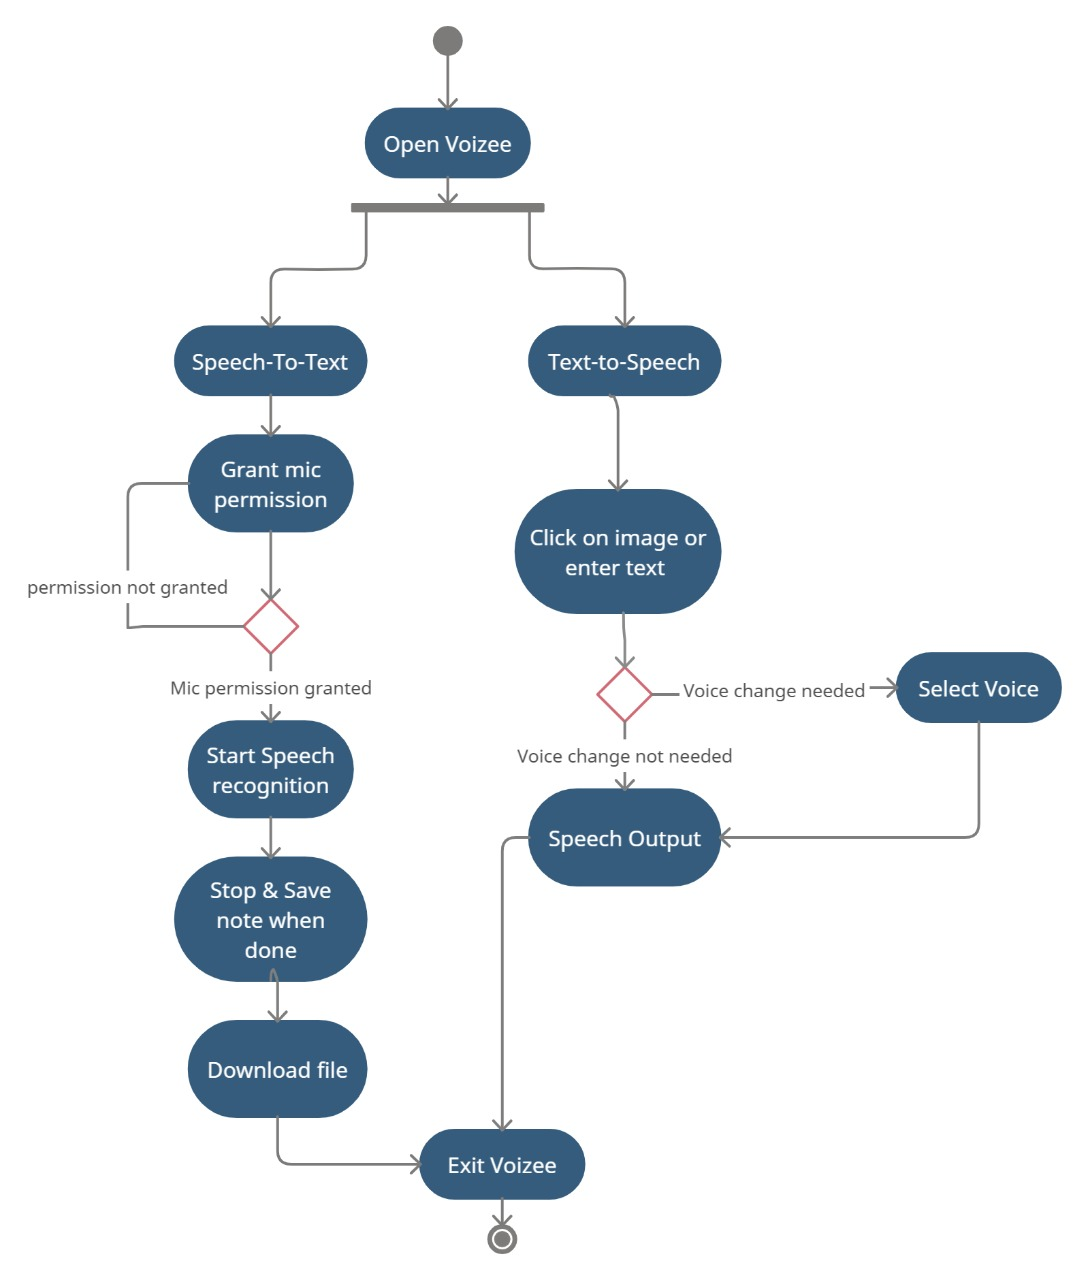 Open Voizee
Speech-To-Text
Text-to-Speech
Grant mic
permission
Click on image or
enter text
permission not granted
Mic permission granted
Voice change needed
Select Voice
Start Speech
recognition
Voice change not needed
Speech Output
Stop & Save
note when
done
Download file
Exit Voizee